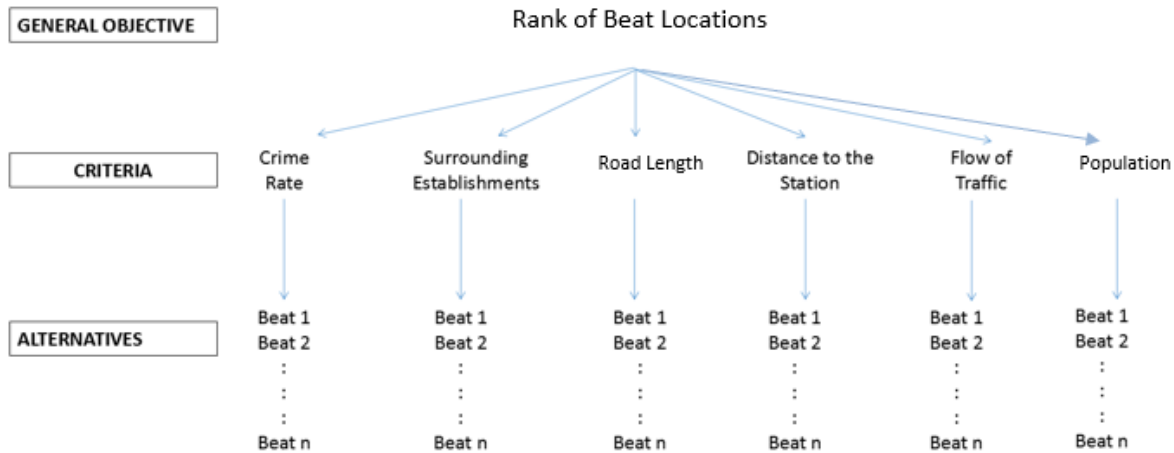 GENERAL OBJECTIVE
Rank of Beat Locations
CRITERIA
Crime
Rate
Surrounding
Establishments
Road Length
Distance to the
Station
Flow of
Traffic
Population
ALTERNATIVES
Beat 1
Beat 2
:
:
:
Beat n
Beat 1
Beat 2
:
:
:
Beat n
Beat 1
Beat 2
:
:
:
Beat n
Beat 1
Beat 2
:
:
:
Beat n
Beat 1
Beat 2
:
:
:
Beat n
Beat 1
Beat 2
:
:
:
Beat n